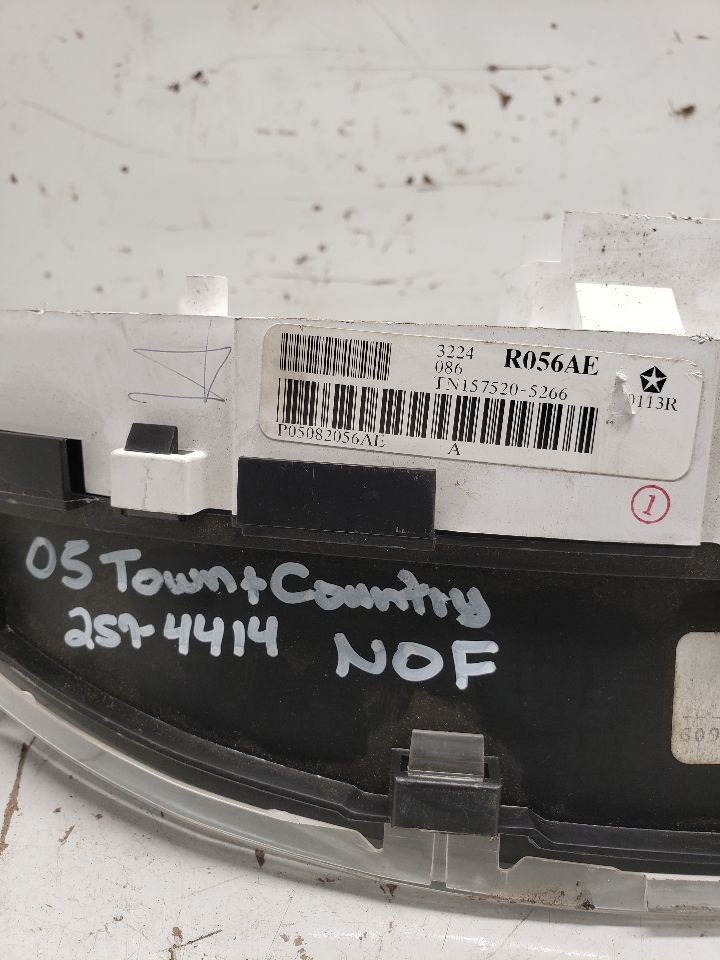 3224
086
R056AE
TN157520-5266
0113R
P05082056AE
A
1
05 Town + Country
257-4414 NOF